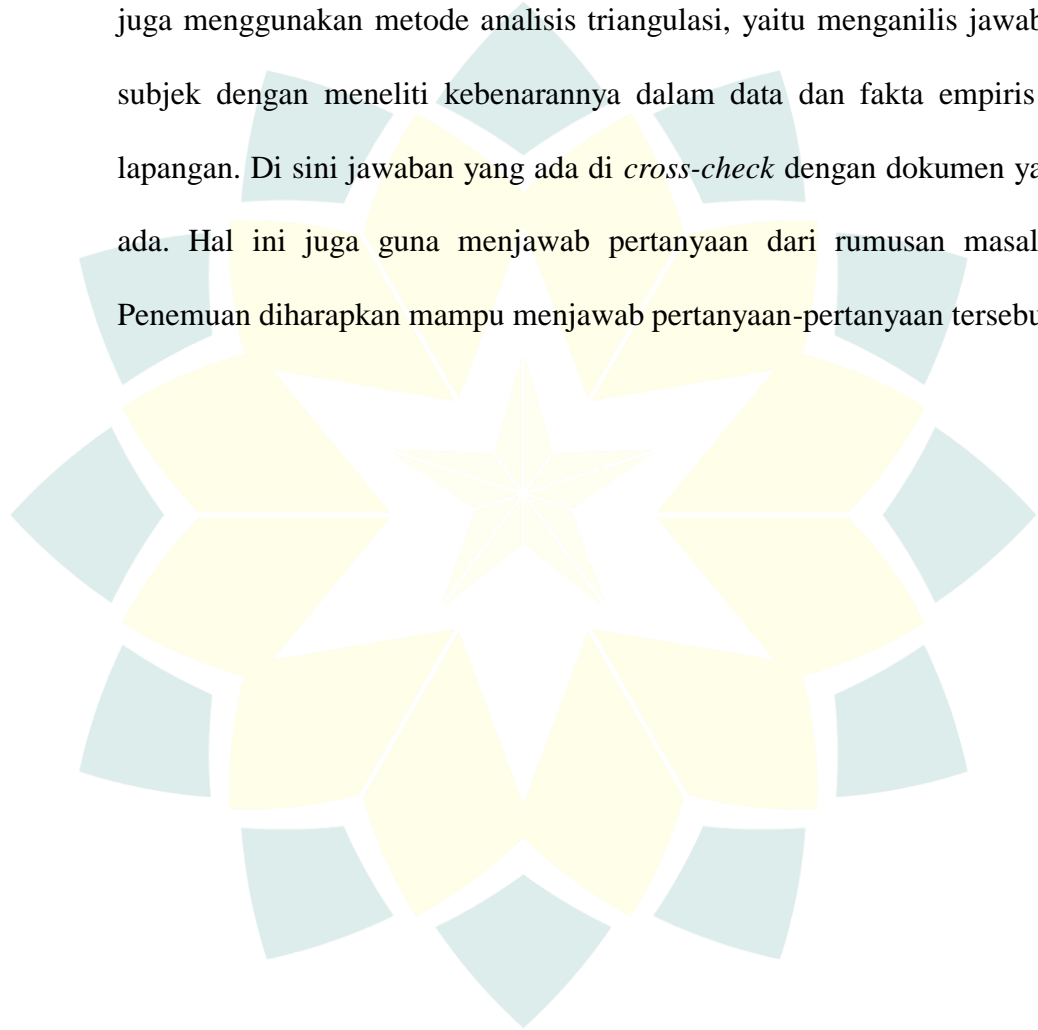 juga menggunakan metode analisis triangulasi, yaitu menganilis jawab
subjek dengan meneliti kebenarannya dalam data dan fakta empiris
lapangan. Di sini jawaban yang ada di cross-check dengan dokumen ya
ada. Hal ini juga guna menjawab pertanyaan dari rumusan masal
Penemuan diharapkan mampu menjawab pertanyaan-pertanyaan tersebu